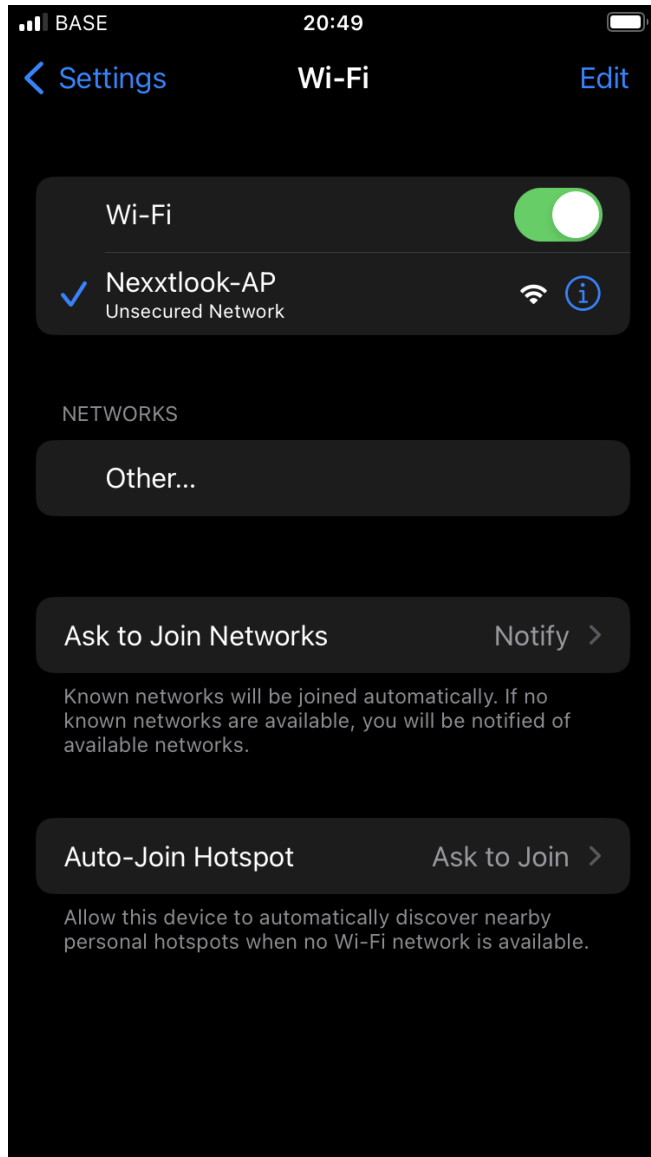 BASE 20:49
Settings Wi-Fi Edit
Wi-Fi
Nexxtlook-AP
Unsecured Network
NETWORKS
Other...
Ask to Join Networks Notify
Known networks will be joined automatically. If no
known networks are available, you will be notified of
available networks.
Auto-Join Hotspot Ask to Join
Allow this device to automatically discover nearby
personal hotspots when no Wi-Fi network is available.